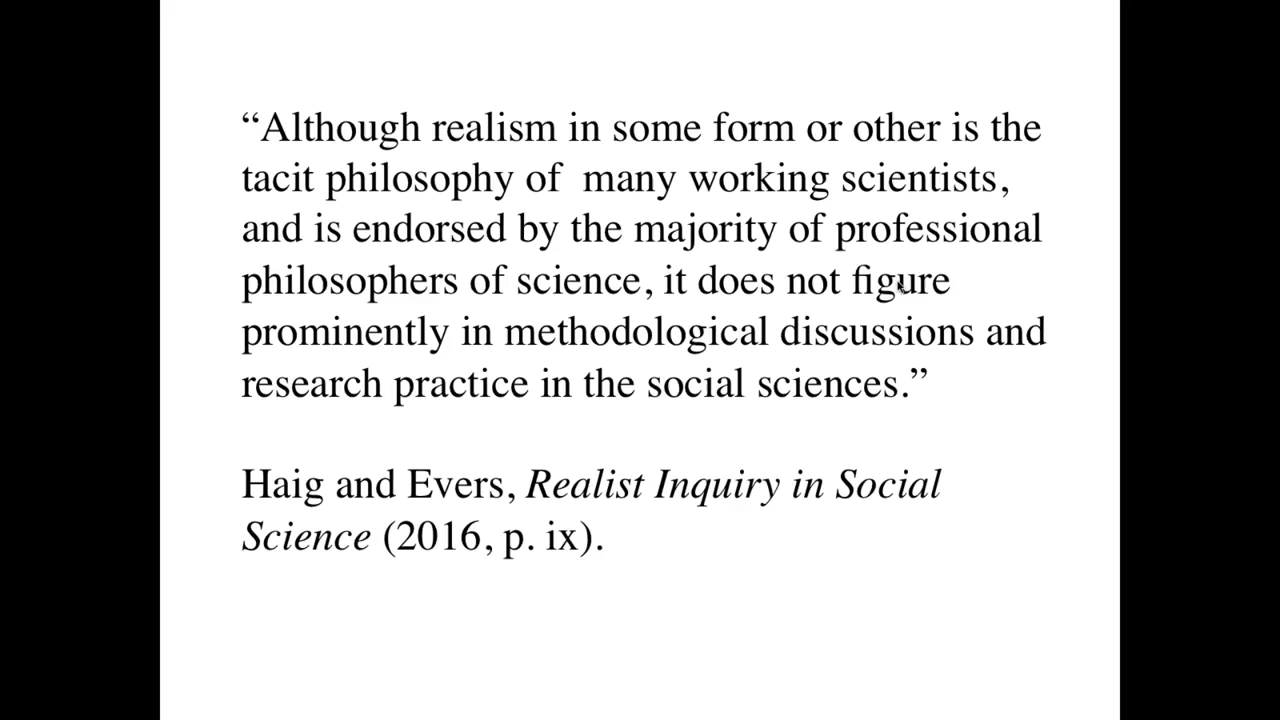 “Although realism in some form or other is the
tacit philosophy of  many working scientists,
and is endorsed by the majority of professional
philosophers of science, it does not figure
prominently in methodological discussions and
research practice in the social sciences.”
Haig and Evers, Realist Inquiry in Social
Science (2016, p. ix).